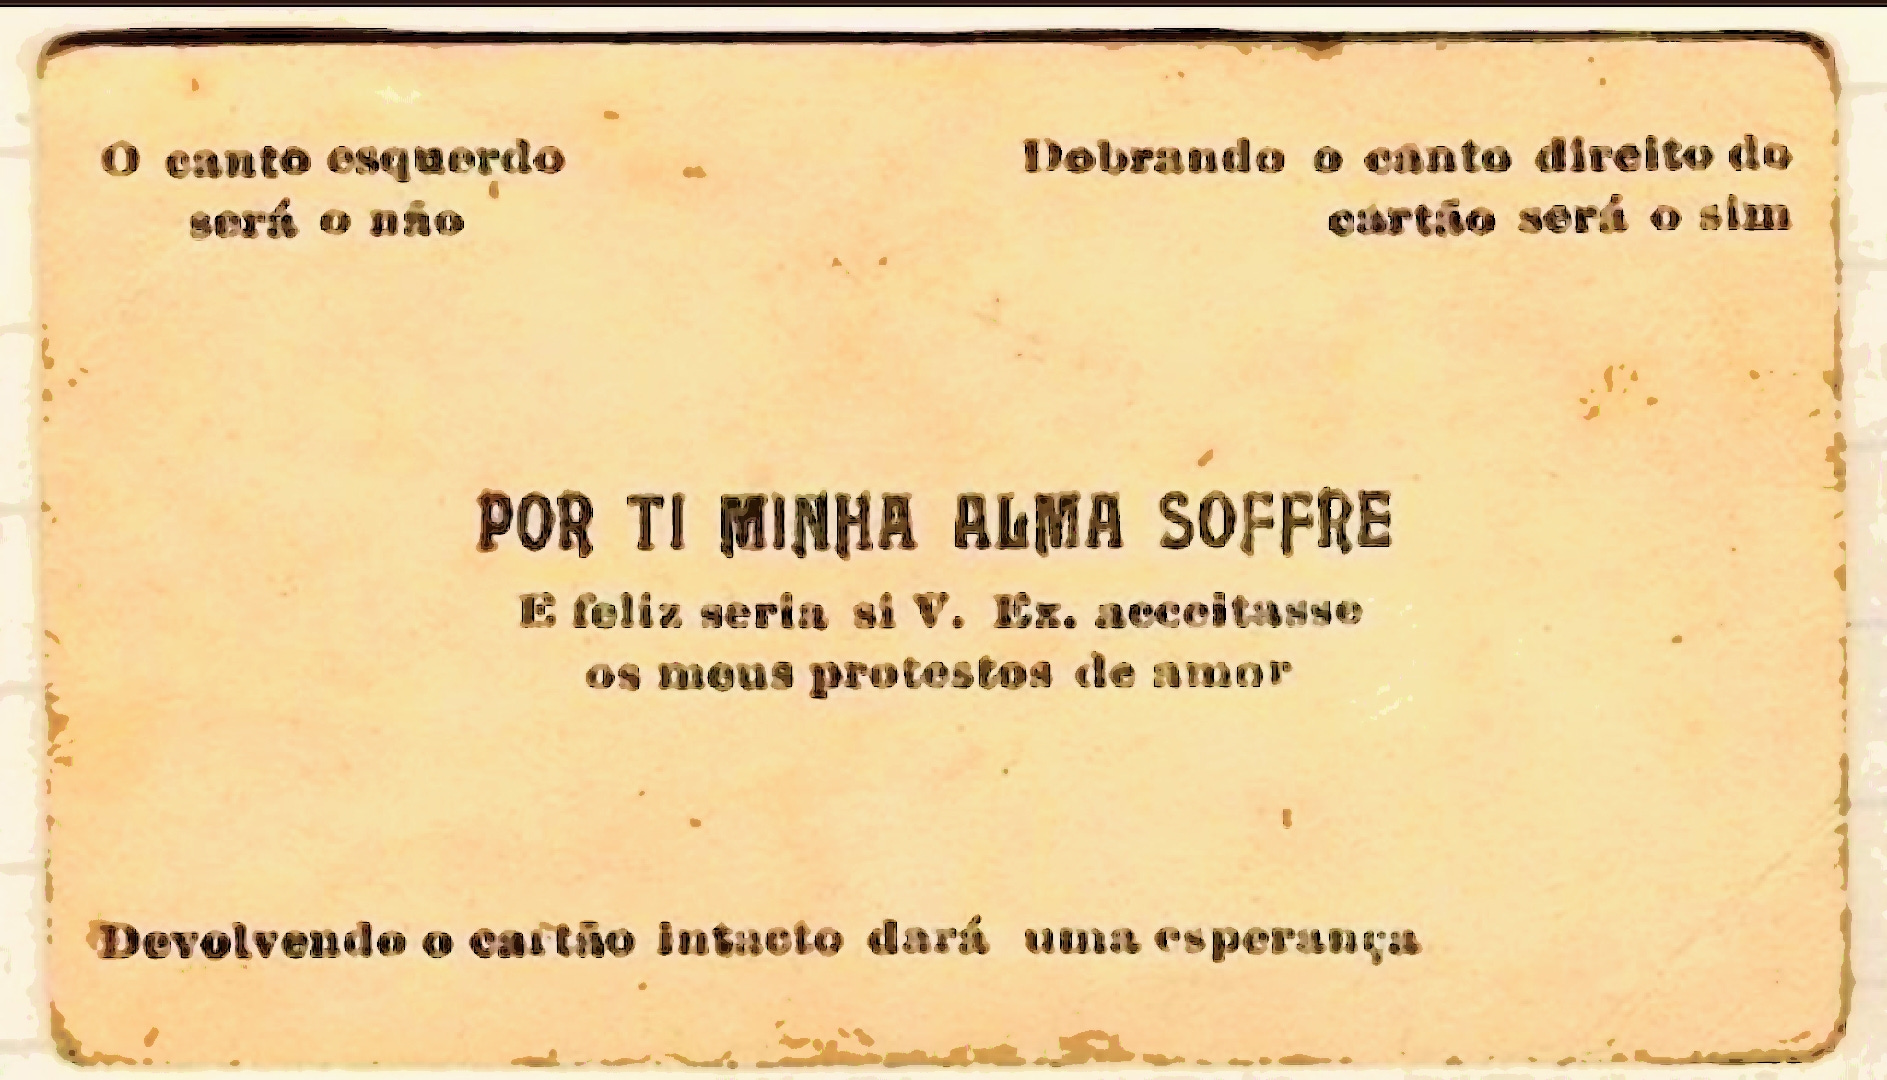 O canto esquerdo
será o não
Dobrando o canto direito do
cartão será o sim
POR TI MINHA ALMA SOFFRE
E feliz seria si V. Ex. acceitasse
os meus protestos de amor
Devolvendo o cartão intacto dará uma esperança